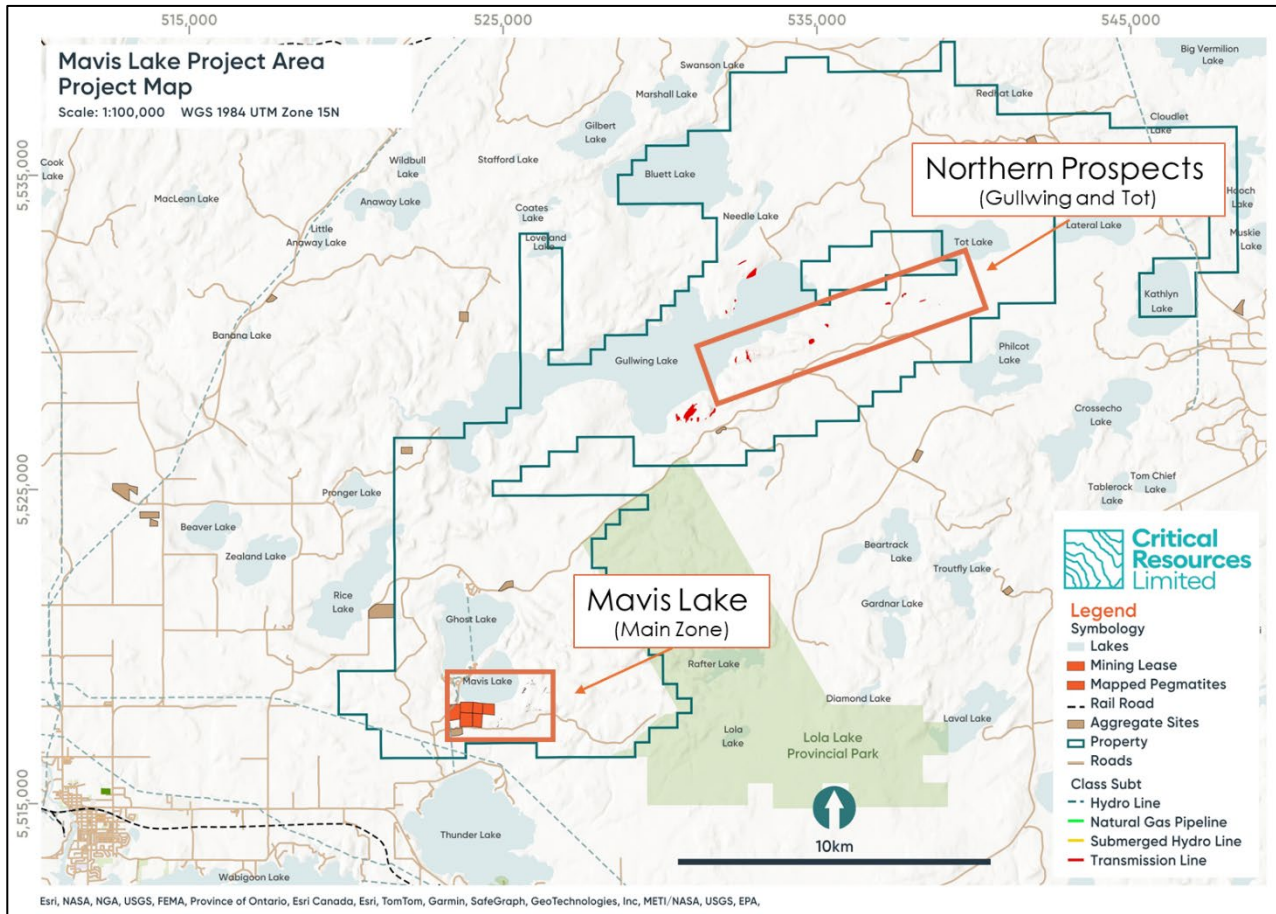 515,000
525,000
535,000
545,000
Mavis Lake Project Area
Project Map
Scale: 1:100,000 WGS 1984 UTM Zone 15N
5,535,000
5,525,000
5,515,000
Big Vermilion
Lake
Swanson Lake
Marshall Lake
Redhat Lake
Cloudlet
Lake
Gilbert
Lake
Cook
Lake
Wildbull
Lake
Stafford Lake
Northern Prospects
(Gullwing and Tot)
Bluett Lake
MacLean Lake
Anaway Lake
Hooch
Lake
Coates
Lake
Needle Lake
Little
Anaway Lake
Loveland
Lake
Lateral Lake
Muskie
Lake
Tot Lake
Kathlyn
Lake
Banana Lake
Gullwing Lake
Philcot
Lake
Crossecho
Lake
Pronger Lake
Tom Chief
Lake
Tablerock
Lake
Beaver Lake
Zealand Lake
Beartrack
Lake
Troutfly Lake
Rice
Lake
Mavis Lake
(Main Zone)
Gardnar Lake
Ghost Lake
Rafter Lake
Mavis Lake
Diamond Lake
Laval Lake
Lola
Lake
Lola Lake
Provincial Park
Thunder Lake
Wabigoon Lake
10km
Critical
Resources
Limited
Legend
Symbology
Lakes
Mining Lease
Mapped Pegmatites
Rail Road
Aggregate Sites
Property
Roads
Class Subt
Hydro Line
Natural Gas Pipeline
Submerged Hydro Line
Transmission Line
Esri, NASA, NGA, USGS, FEMA, Province of Ontario, Esri Canada, Esri, TomTom, Garmin, SafeGraph, GeoTechnologies, Inc, METI/NASA, USGS, EPA,